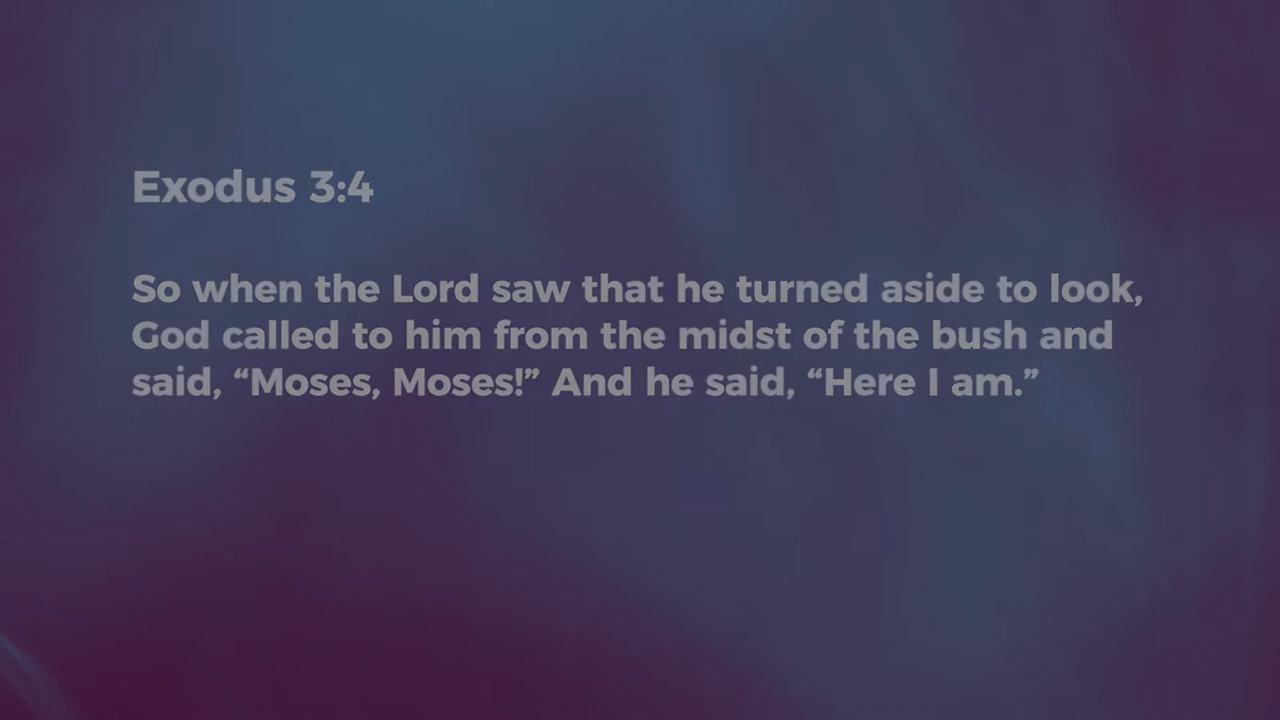 Exodus 3:4
So when the Lord saw that he turned aside to look,
God called to him from the midst of the bush and
said, “Moses, Moses!” And he said, “Here I am.”